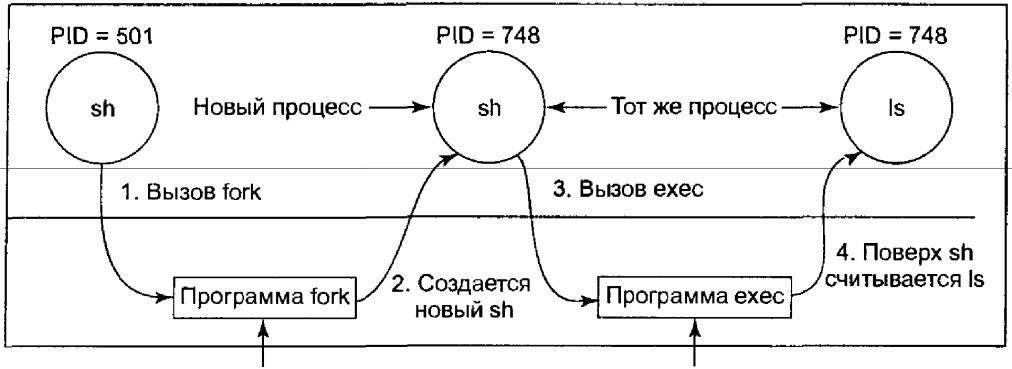 PID = 501
PID = 748
PID = 748
sh
Новый процесс
sh
Тот же процесс
ls
1. Вызов fork
3. Вызов exec
2. Создается
новый sh
4. Поверх sh
считывается ls
Программа fork
Программа exec